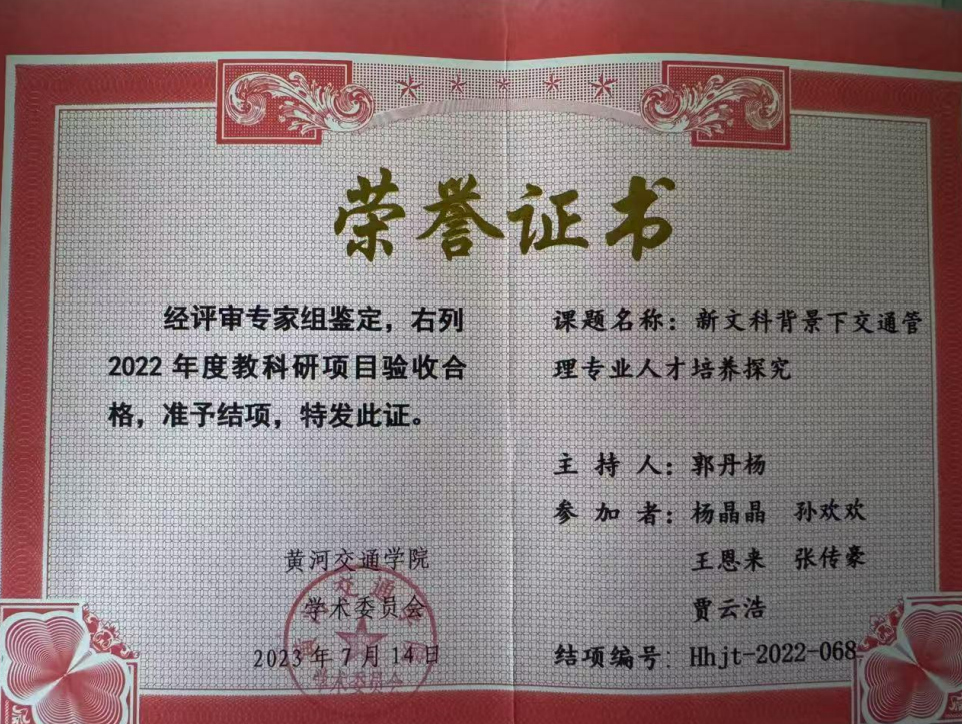 荣誉证书
经评审专家组鉴定，右列
2022 年度教科研项目验收合
格，准予结项，特发此证。
黄河交通学院
学术委员会
2023 年 7 月 14 日
学术委员会
课题名称：新文科背景下交通管
理专业人才培养探究
主 持 人：郭丹杨
参 加 者：杨晶晶 孙欢欢
王恩来 张传豪
贾云浩
结项编号：Hhjt-2022-068